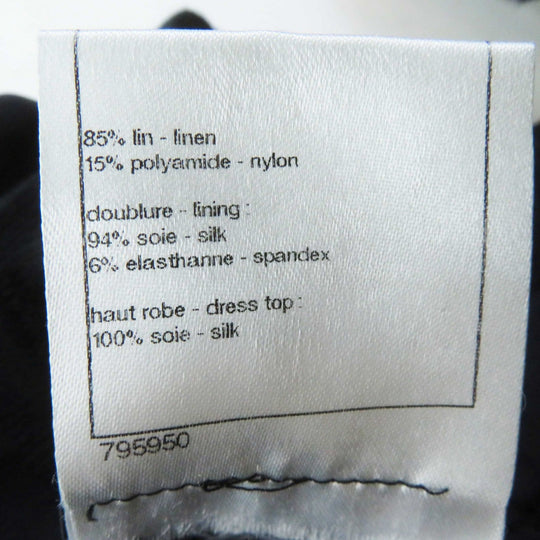 85% lin - linen
15% polyamide - nylon
doublure - lining :
94% soie - silk
6% elasthanne - spandex
haut robe - dress top :
100% soie - silk
795950